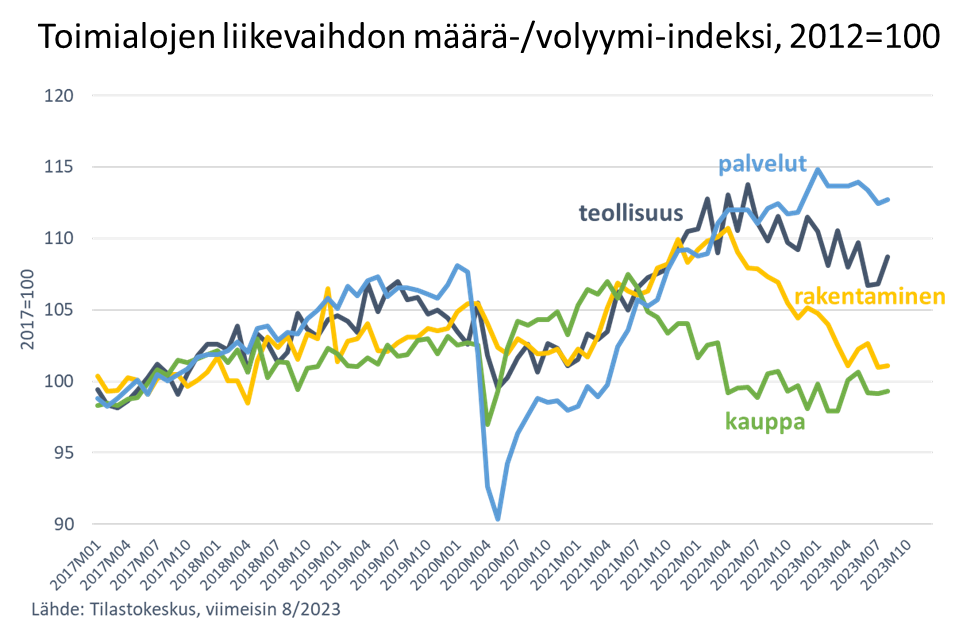 Toimialojen liikevaihdon määrä-/volyymi-indeksi, 2012=100
120
115
110
105
100
95
90
2017=100
palvelut
teollisuus
rakentaminen
kauppa
2017M01
2017M04
2017M07
2017M10
2018M01
2018M04
2018M07
2018M10
2019M01
2019M04
2019M07
2019M10
2020M01
2020M04
2020M07
2020M10
2021M01
2021M04
2021M07
2021M10
2022M01
2022M04
2022M07
2022M10
2023M01
2023M04
2023M07
2023M10
Lähde: Tilastokeskus, viimeisin 8/2023